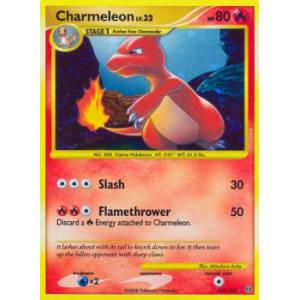 Charmeleon LV.32
HP 80
STAGE 1 Evolves from Charmander
NO. 005 Flame Pokémon HT: 3'07" WT: 41.9 lbs.
Slash 30
Flamethrower 50
Discard a Energy attached to Charmeleon.
It lashes about with its tail to knock down its foe. It then
tears up the fallen opponent with sharp claws.
weakness
resistance
retreat cost
×2
©2008 Pokémon/Nintendo